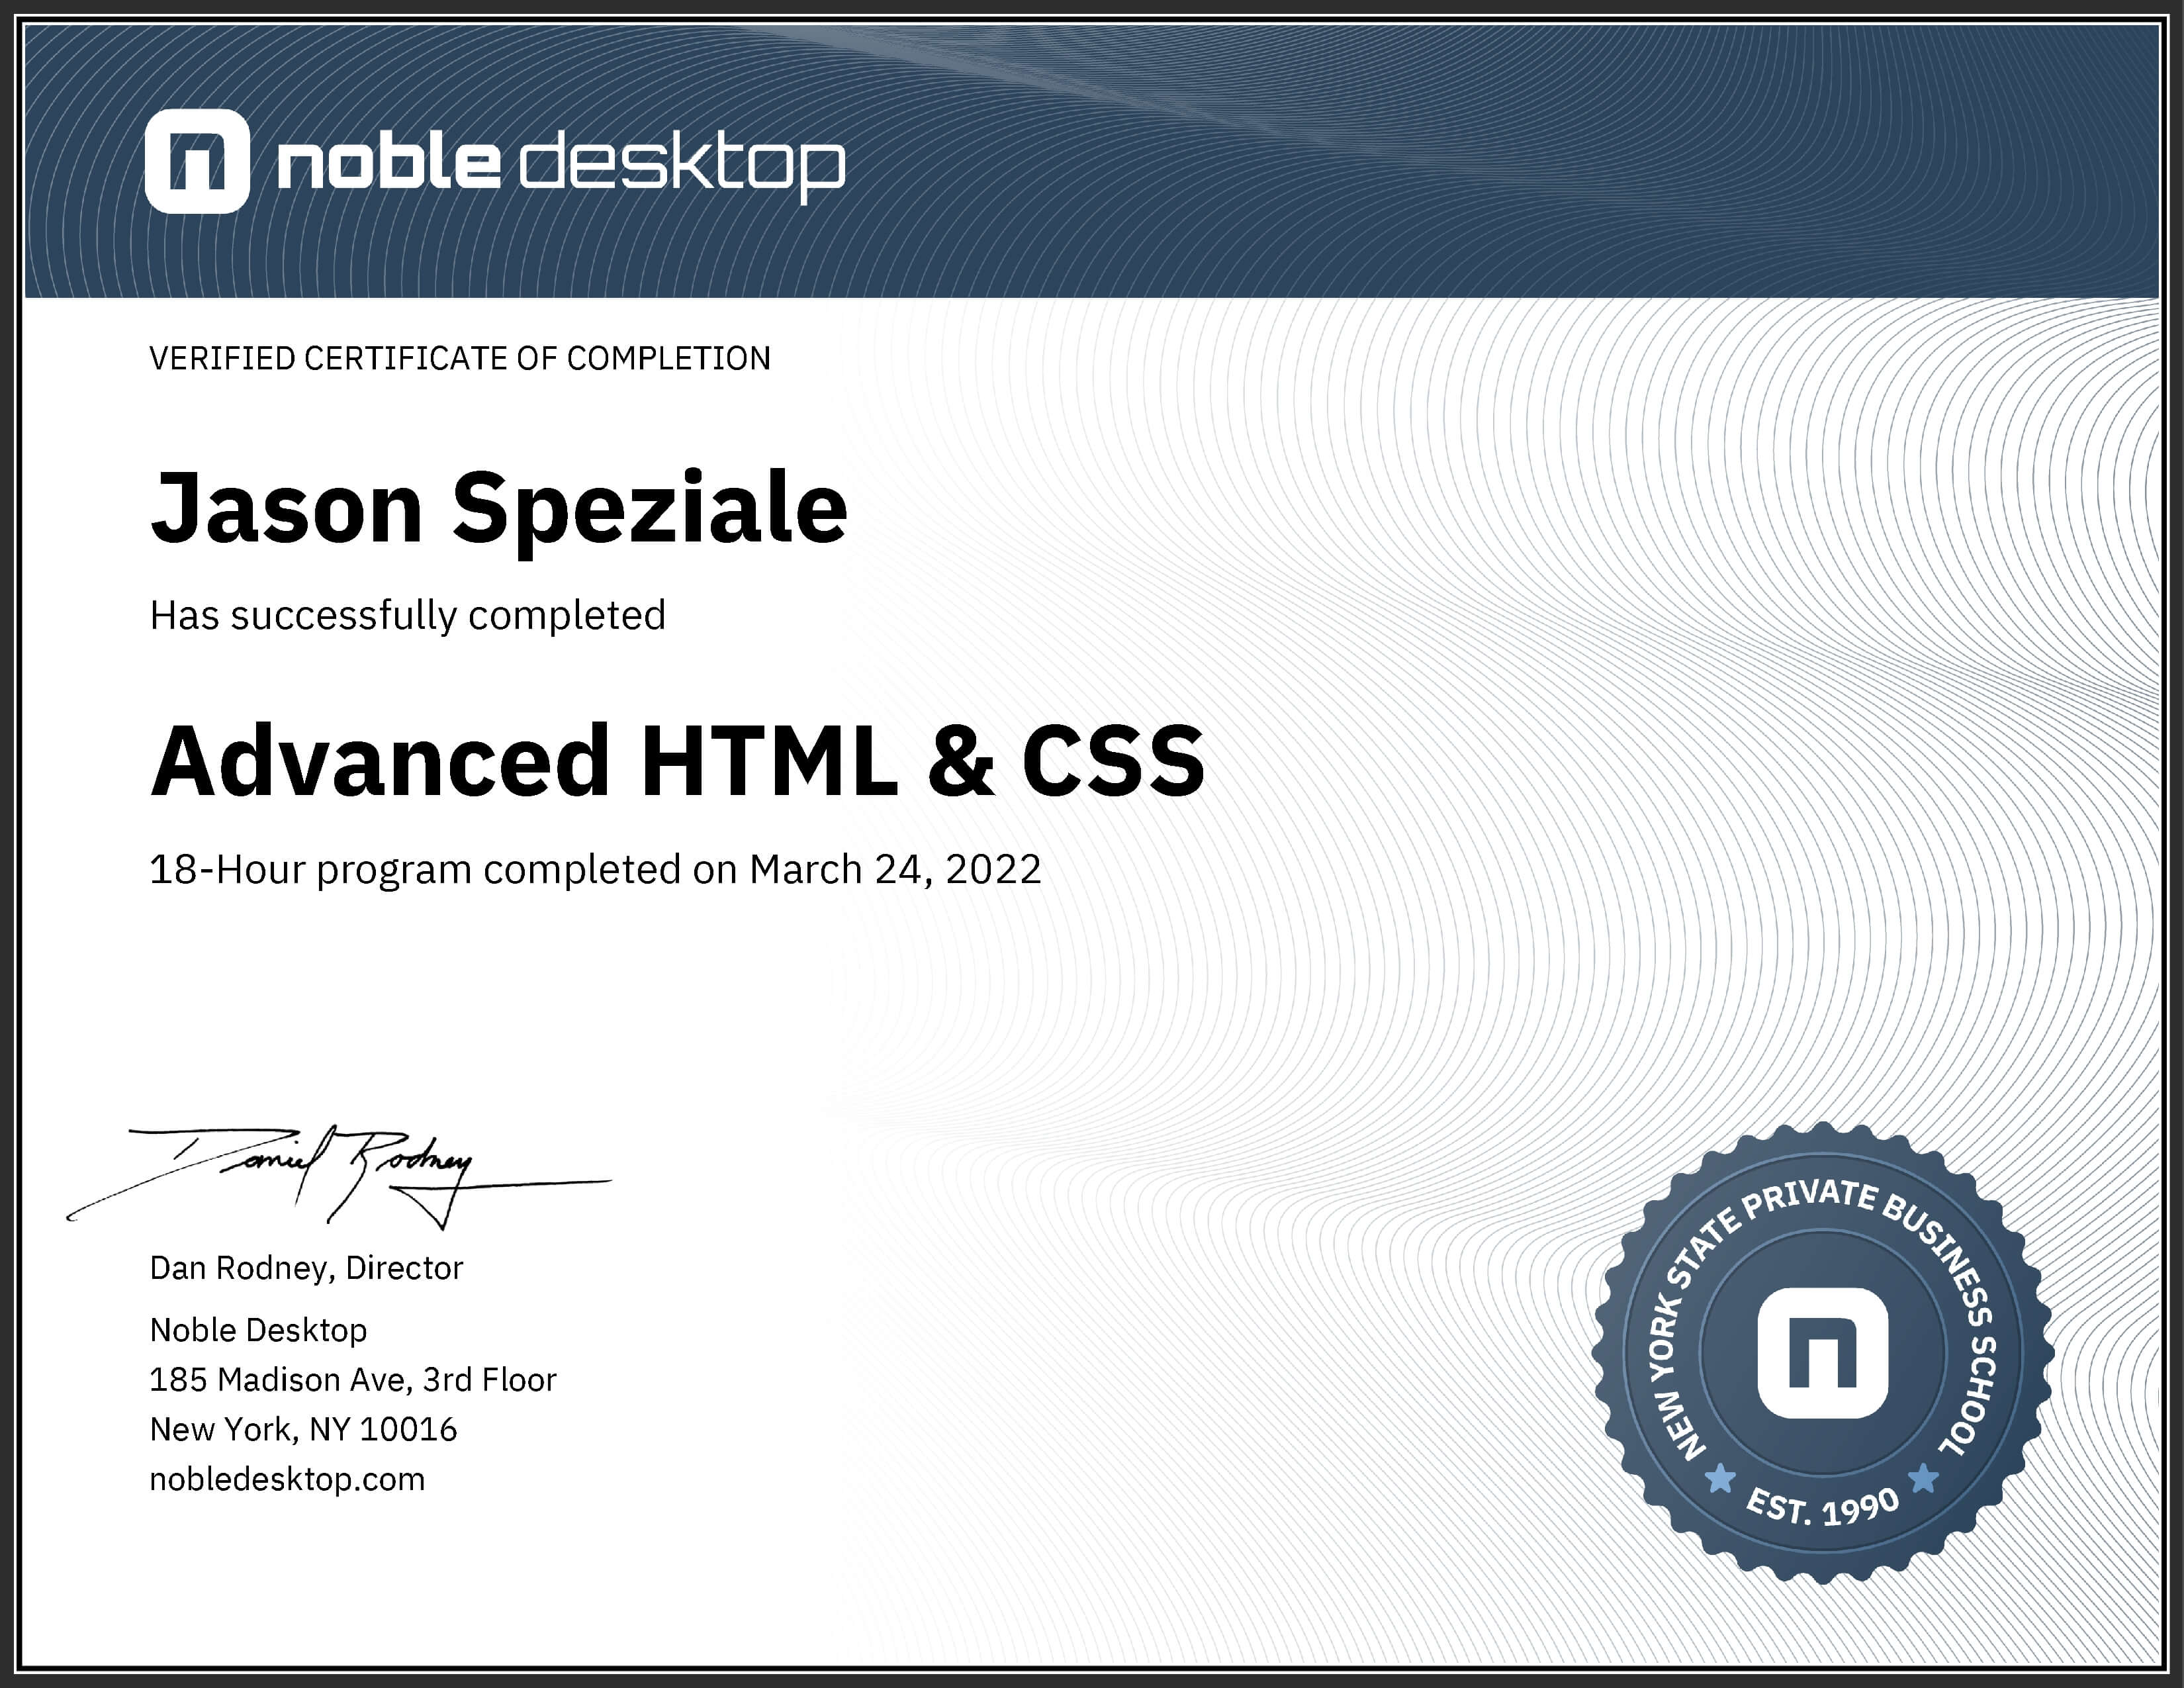 noble desktop
VERIFIED CERTIFICATE OF COMPLETION
Jason Speziale
Has successfully completed
Advanced HTML & CSS
18-Hour program completed on March 24, 2022
Daniel Rodney
Dan Rodney, Director
Noble Desktop
185 Madison Ave, 3rd Floor
New York, NY 10016
nobledesktop.com
NEW YORK STATE PRIVATE BUSINESS SCHOOL
n
EST. 1990